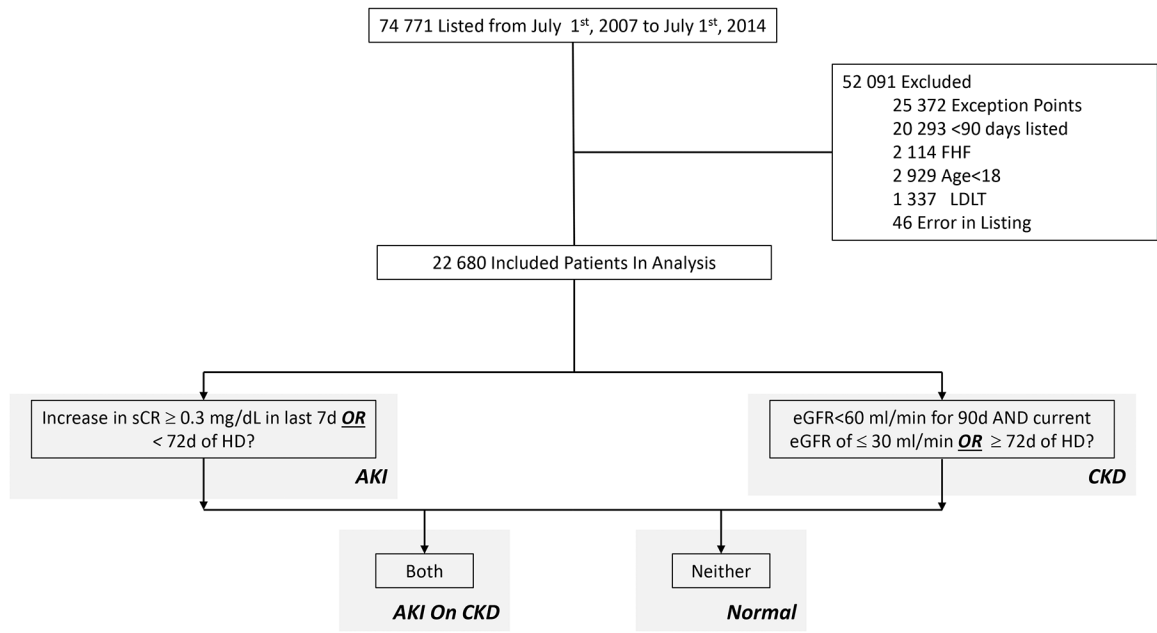 74 771 Listed from July 1st, 2007 to July 1st, 2014
52 091 Excluded
25 372 Exception Points
20 293 <90 days listed
2 114 FHF
2 929 Age<18
1 337 LDLT
46 Error in Listing
22 680 Included Patients In Analysis
Increase in sCR ≥ 0.3 mg/dL in last 7d OR
< 72d of HD?
AKI
eGFR<60 ml/min for 90d AND current
eGFR of ≤ 30 ml/min OR ≥ 72d of HD?
CKD
Both
AKI On CKD
Neither
Normal